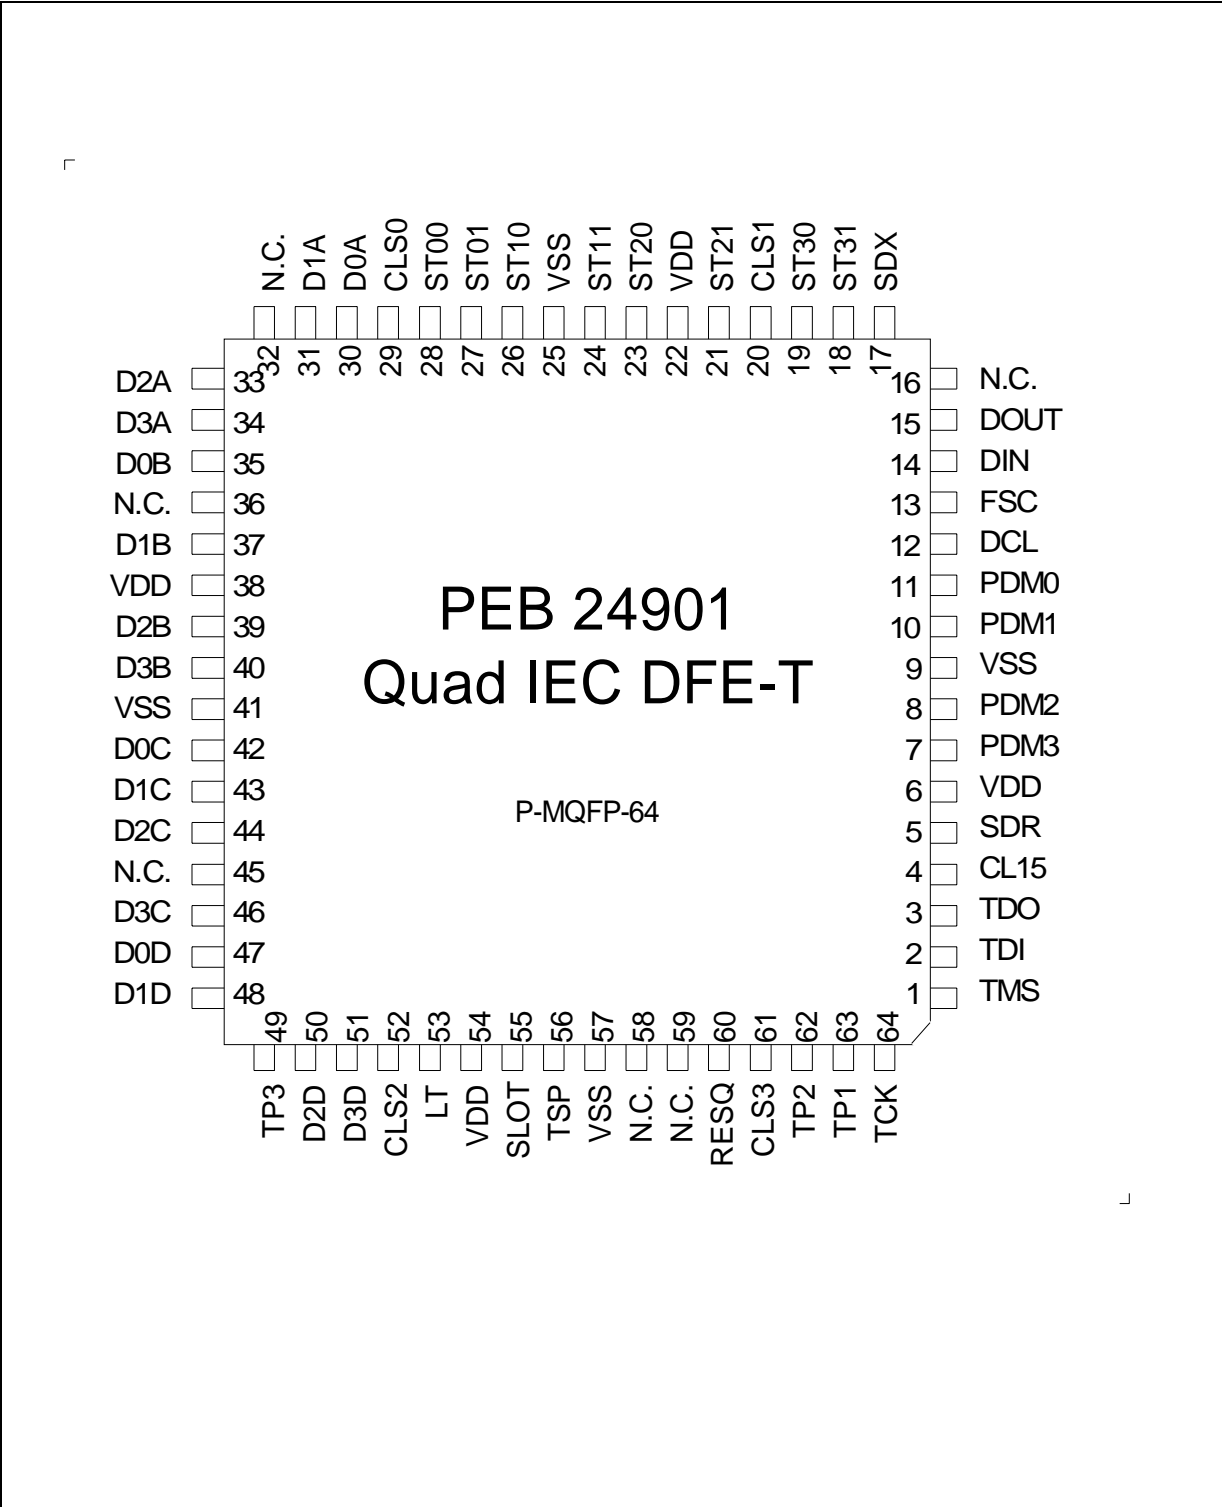 N.C. D1A D0A CLS0 ST00 ST01 ST10 VSS ST11 ST20 VDD ST21 CLS1 ST30 ST31 SDX
32 31 30 29 28 27 26 25 24 23 22 21 20 19 18 17
D2A 33 16 N.C.
D3A 34 15 DOUT
D0B 35 14 DIN
N.C. 36 13 FSC
D1B 37 12 DCL
VDD 38 11 PDM0
D2B 39 10 PDM1
D3B 40 9 VSS
VSS 41 8 PDM2
D0C 42 7 PDM3
D1C 43 6 VDD
D2C 44 5 SDR
N.C. 45 4 CL15
D3C 46 3 TDO
D0D 47 2 TDI
D1D 48 1 TMS
PEB 24901
Quad IEC DFE-T
P-MQFP-64
49 50 51 52 53 54 55 56 57 58 59 60 61 62 63 64
TP3 D2D D3D CLS2 LT VDD SLOT TSP VSS N.C. N.C. RESQ CLS3 TP2 TP1 TCK